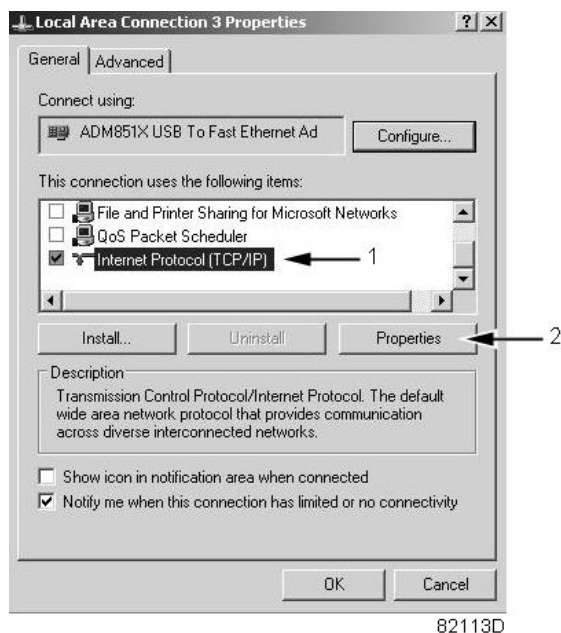 Local Area Connection 3 Properties
General
Advanced
Connect using:
ADM851X USB To Fast Ethernet Ad
Configure...
This connection uses the following items:
File and Printer Sharing for Microsoft Networks
QoS Packet Scheduler
Internet Protocol (TCP/IP)
1
Install...
Uninstall
Properties
2
Description
Transmission Control Protocol/Internet Protocol. The default
wide area network protocol that provides communication
across diverse interconnected networks.
Show icon in notification area when connected
Notify me when this connection has limited or no connectivity
OK
Cancel
82113D